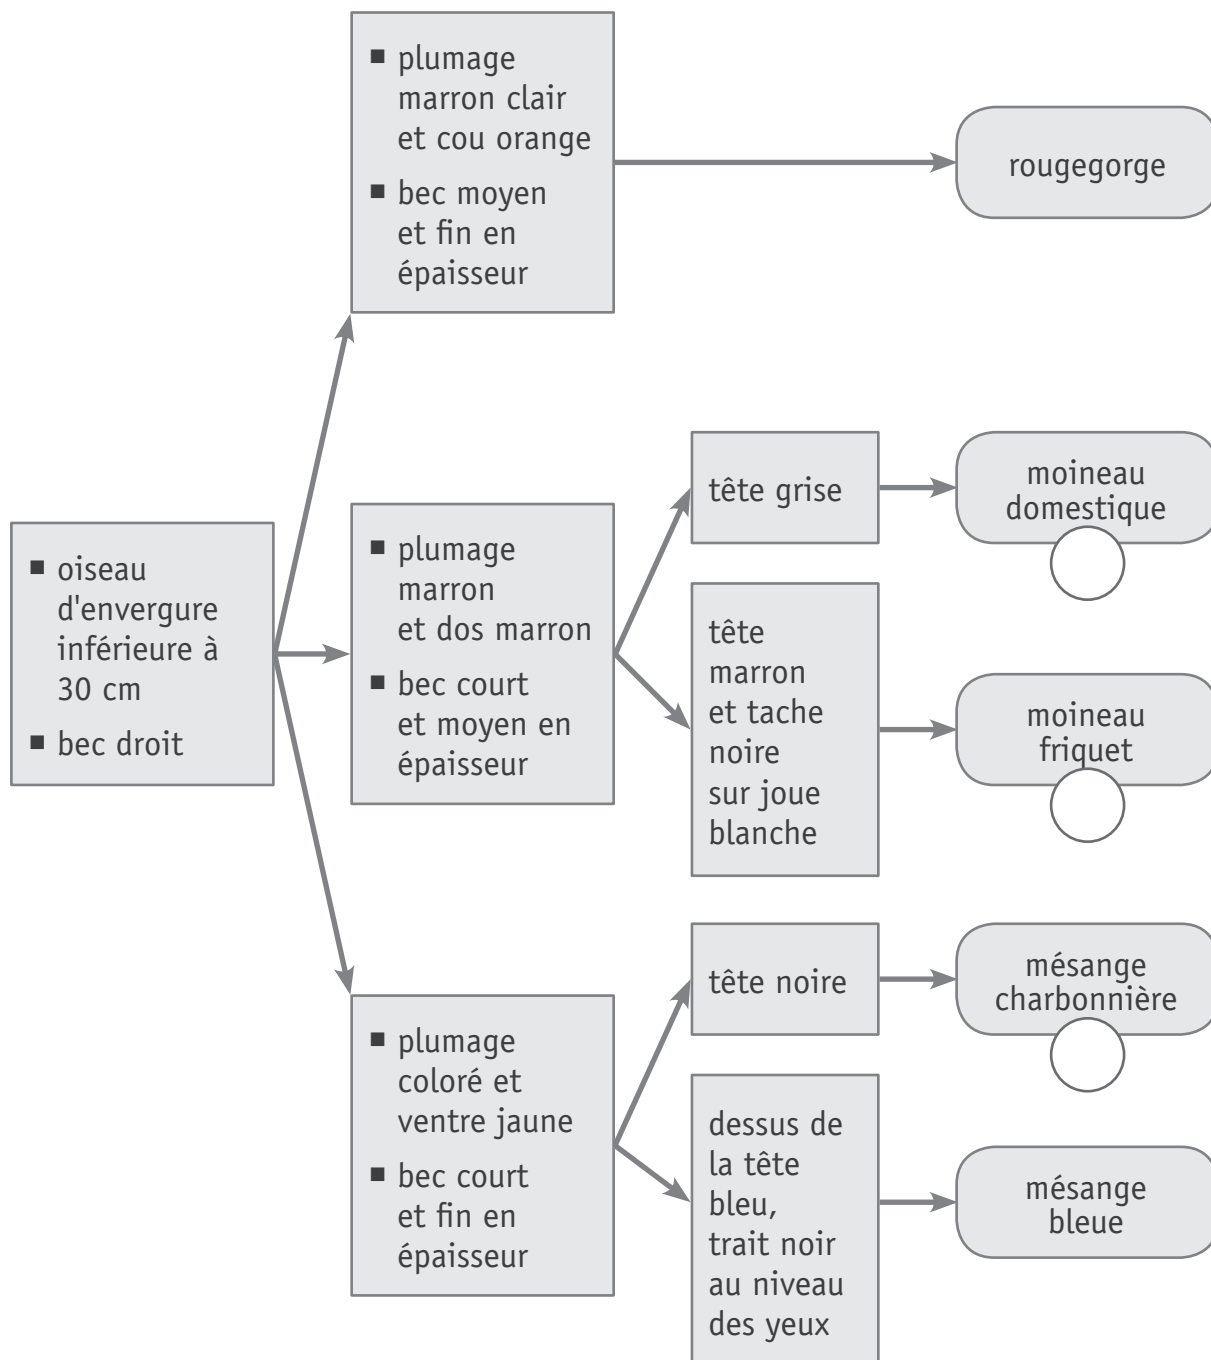 ▪ plumage
marron clair
et cou orange
▪ bec moyen
et fin en
épaisseur
rougegorge
▪ oiseau
d'envergure
inférieure à
30 cm
▪ bec droit
▪ plumage
marron
et dos marron
▪ bec court
et moyen en
épaisseur
tête grise
moineau
domestique
tête
marron
et tache
noire
sur joue
blanche
moineau
friquet
▪ plumage
coloré et
ventre jaune
▪ bec court
et fin en
épaisseur
tête noire
mésange
charbonnière
dessus de
la tête
bleu,
trait noir
au niveau
des yeux
mésange
bleue